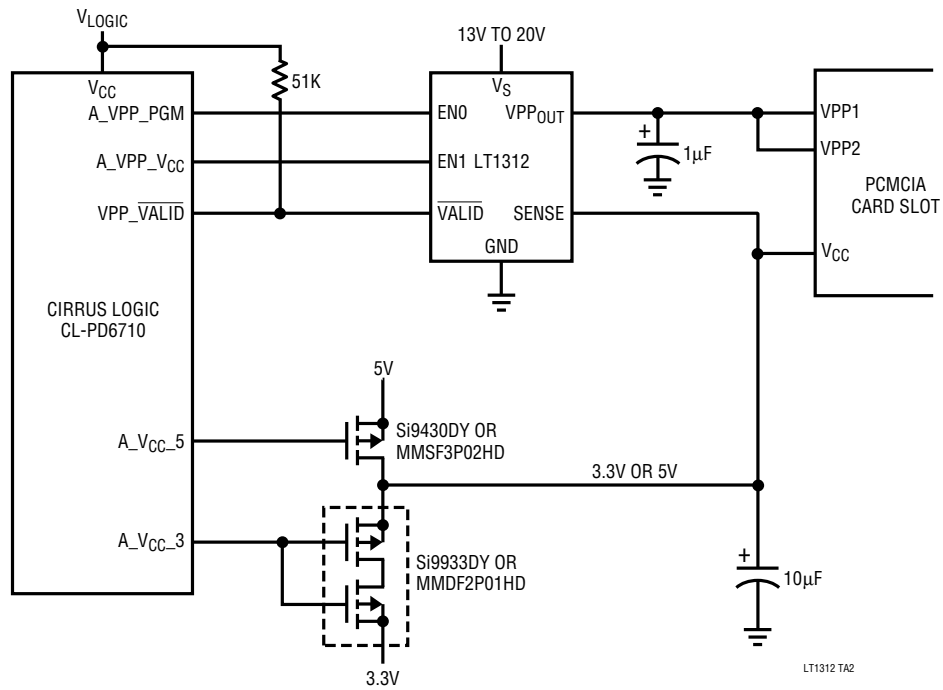 VLOGIC
13V TO 20V
51K
VCC
A_VPP_PGM
A_VPP_VCC
VPP_VALID
CIRRUS LOGIC
CL-PD6710
A_VCC_5
A_VCC_3
VS
EN0
VPPOUT
EN1 LT1312
VALID
SENSE
GND
+
1µF
VPP1
VPP2
PCMCIA
CARD SLOT
VCC
5V
Si9430DY OR
MMSF3P02HD
3.3V OR 5V
Si9933DY OR
MMDF2P01HD
3.3V
+
10µF
LT1312 TA2